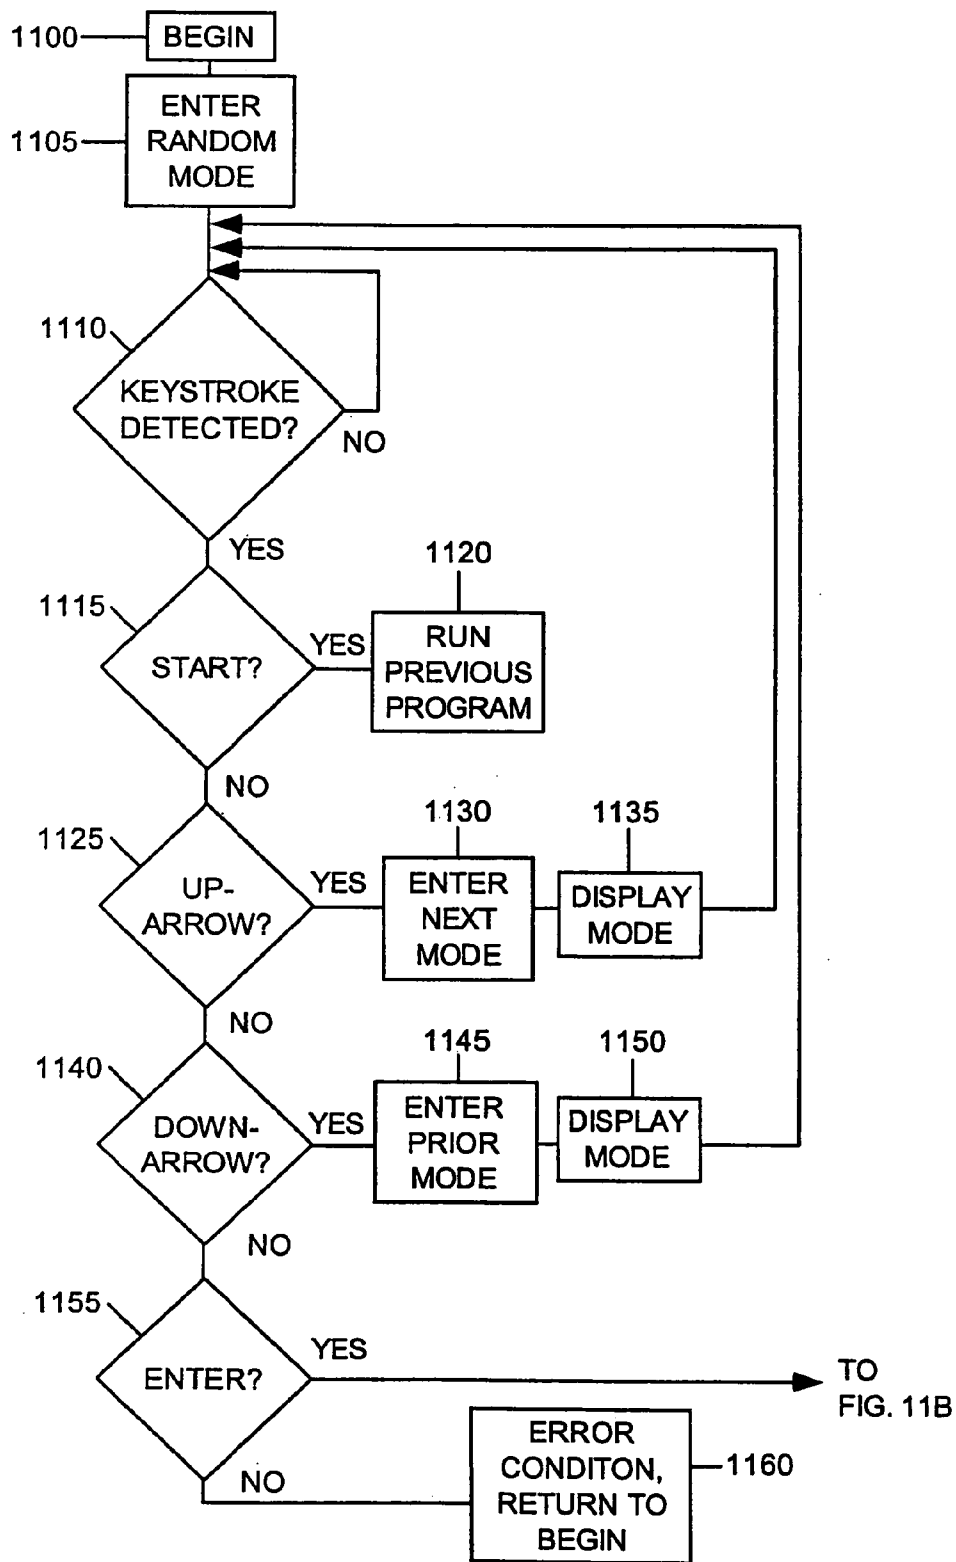 1100
BEGIN
1105
ENTER
RANDOM
MODE
1110
KEYSTROKE
DETECTED?
NO
YES
1115
START?
YES
1120
RUN
PREVIOUS
PROGRAM
NO
1125
UP-
ARROW?
YES
1130
ENTER
NEXT
MODE
1135
DISPLAY
MODE
NO
1140
DOWN-
ARROW?
YES
1145
ENTER
PRIOR
MODE
1150
DISPLAY
MODE
NO
1155
ENTER?
YES
TO
FIG. 11B
NO
ERROR
CONDITON,
RETURN TO
BEGIN
1160